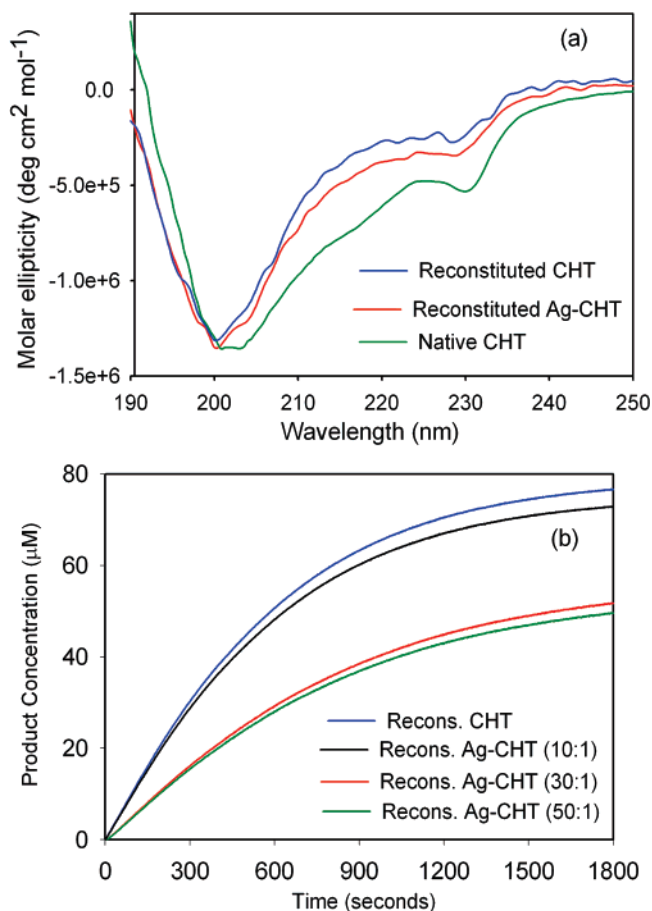 (a)
Molar ellipticity (deg cm² mol⁻¹)
0.0
-5.0e+5
-1.0e+6
-1.5e+6
Reconstituted CHT
Reconstituted Ag-CHT
Native CHT
190 200 210 220 230 240 250
Wavelength (nm)
(b)
Product Concentration (μM)
80
60
40
20
0
Recons. CHT
Recons. Ag-CHT (10:1)
Recons. Ag-CHT (30:1)
Recons. Ag-CHT (50:1)
0 300 600 900 1200 1500 1800
Time (seconds)